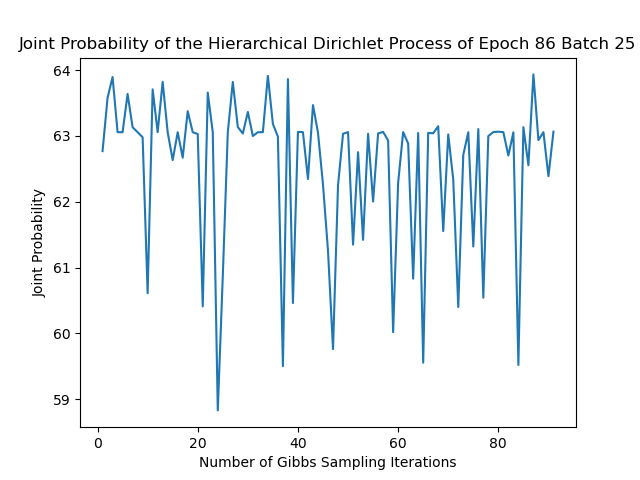 Joint Probability of the Hierarchical Dirichlet Process of Epoch 86 Batch 25
64
63
62
61
60
59
Joint Probability
0 20 40 60 80
Number of Gibbs Sampling Iterations